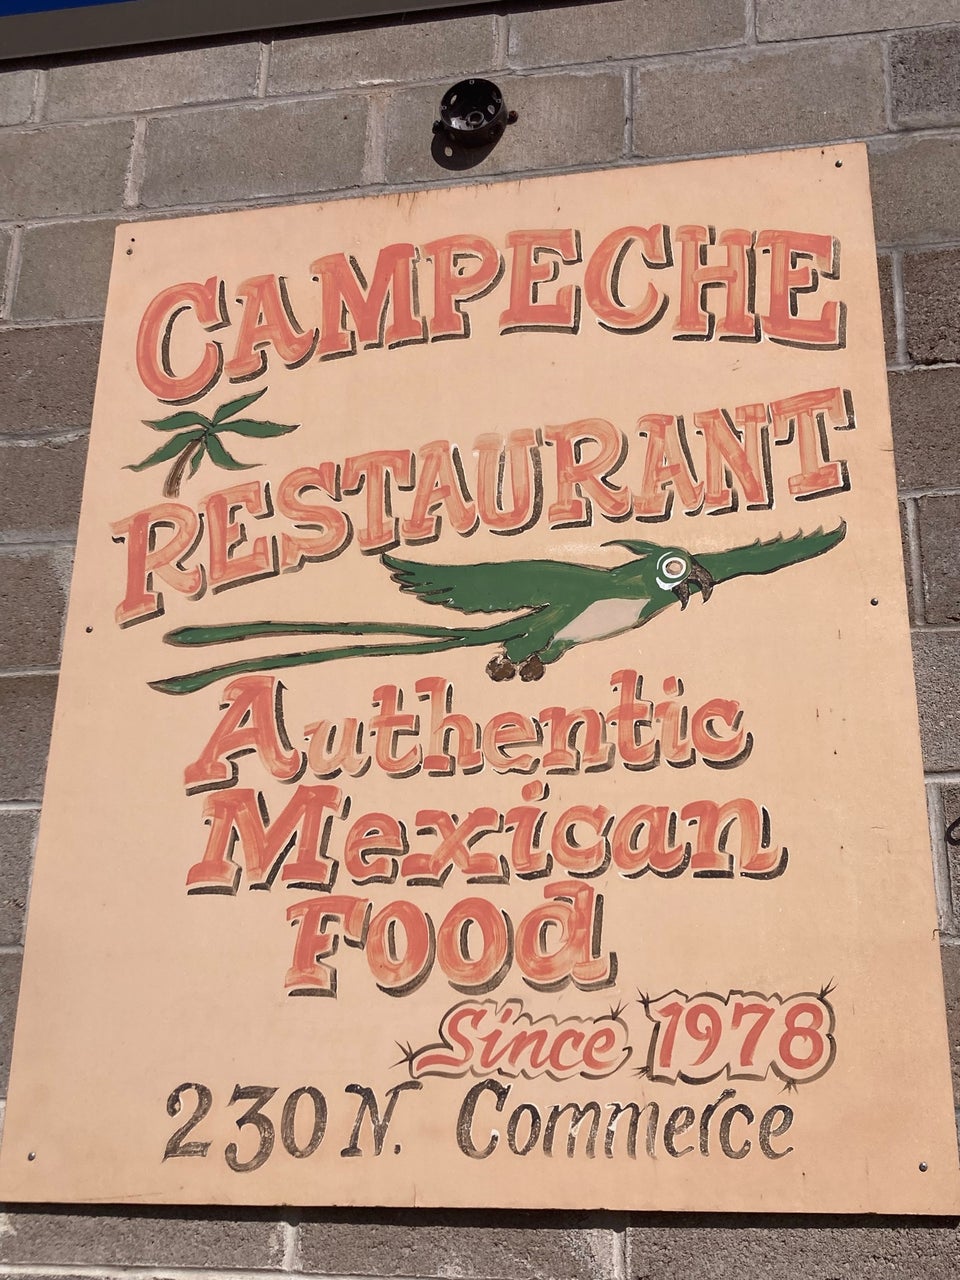 CAMPECHE
RESTAURANT
Authentic
Mexican
Food
Since 1978
230 N. Commerce